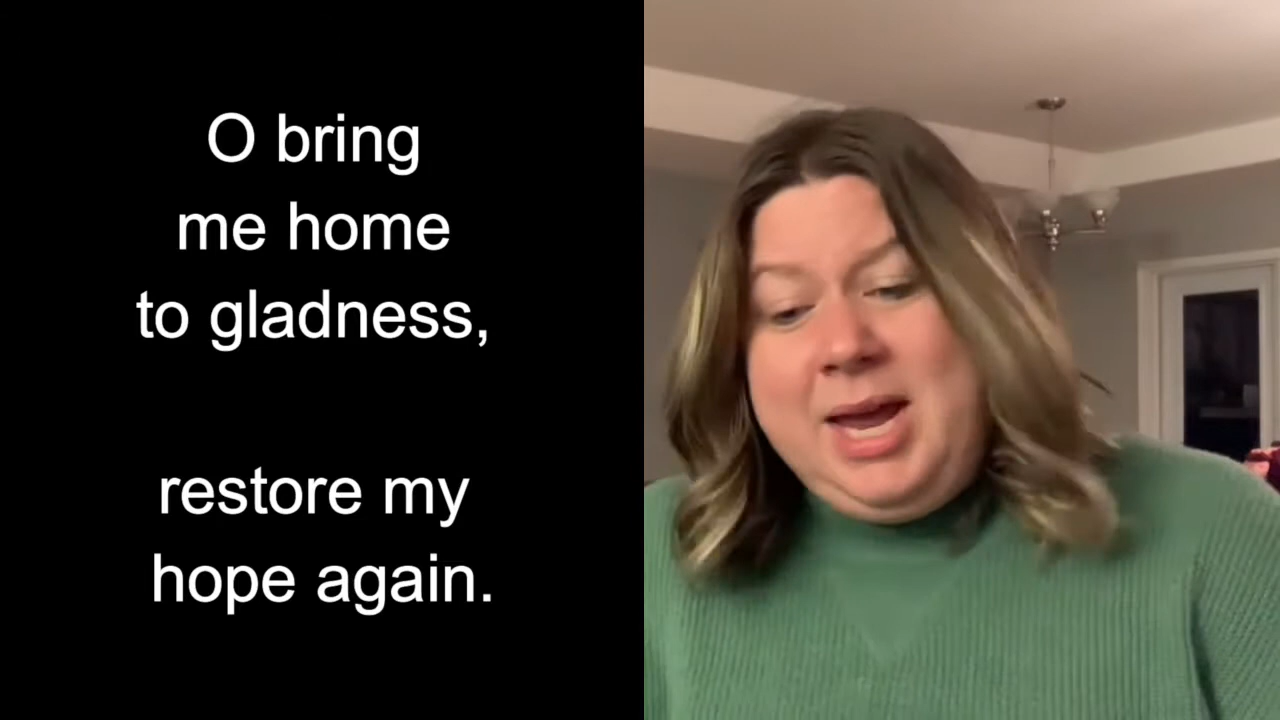 O bring
me home
to gladness,
restore my
hope again.